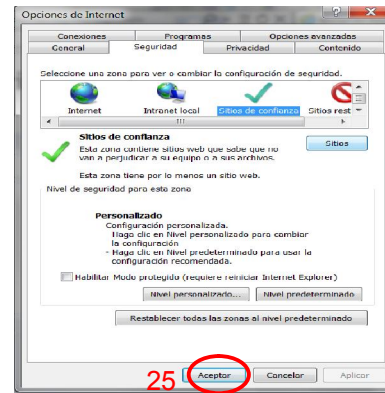 Opciones de Internet
Conexiones Programas Opciones avanzadas
General Seguridad Privacidad Contenido
Seleccione una zona para ver o cambiar la configuración de seguridad.
Internet Intranet local Sitios de confianza Sitios rest
Sitios de confianza
Sitios
Esta zona contiene sitios web que sabe que no
van a perjudicar a su equipo o a sus archivos.
Esta zona tiene por lo menos un sitio web.
Nivel de seguridad para esta zona
Personalizado
Configuración personalizada.
Haga clic en Nivel personalizado para cambiar
la configuración
- Haga clic en Nivel predeterminado para usar la
configuración recomendada.
Habilitar Modo protegido (requiere reiniciar Internet Explorer)
Nivel personalizado... Nivel predeterminado
Restablecer todas las zonas al nivel predeterminado
25 Aceptar Cancelar Aplicar